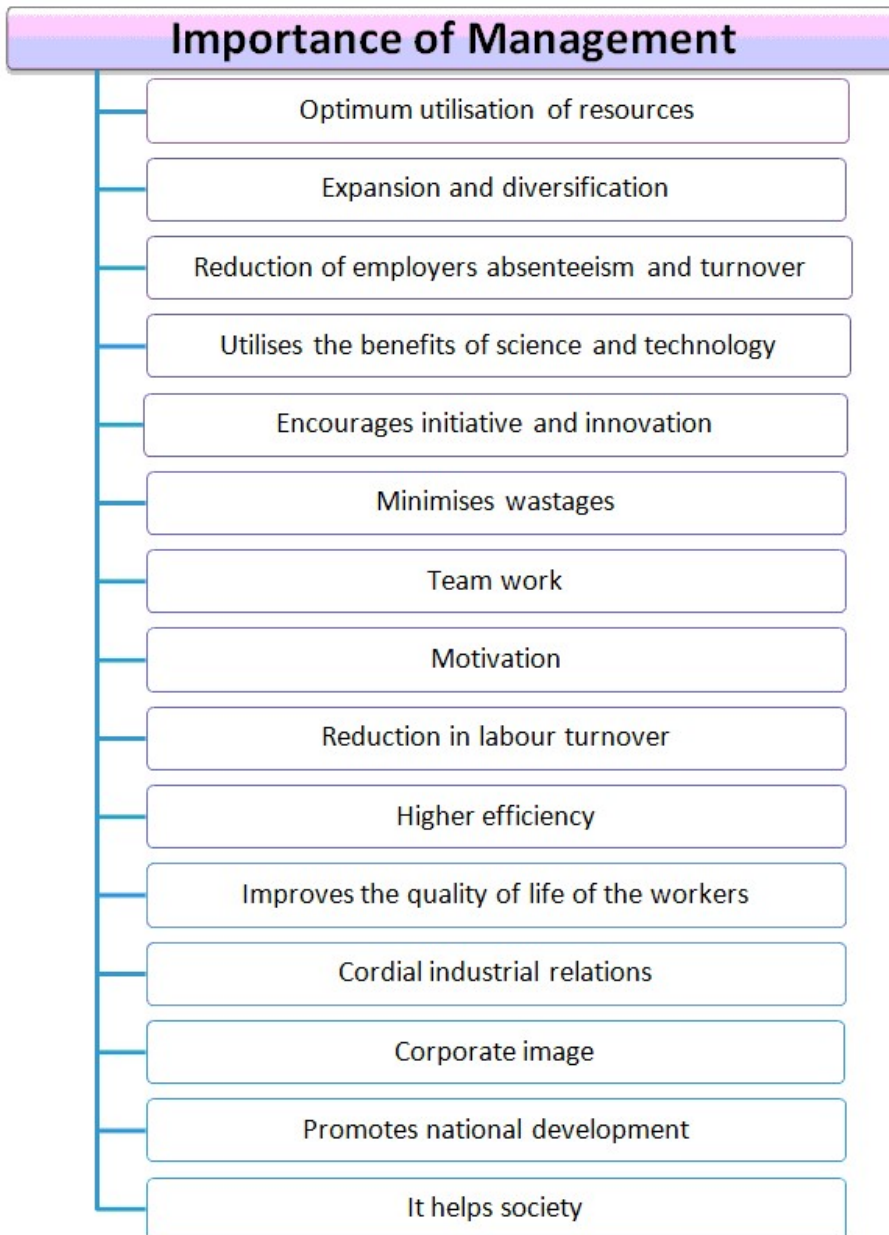 Importance of Management
Optimum utilisation of resources
Expansion and diversification
Reduction of employers absenteeism and turnover
Utilises the benefits of science and technology
Encourages initiative and innovation
Minimises wastages
Team work
Motivation
Reduction in labour turnover
Higher efficiency
Improves the quality of life of the workers
Cordial industrial relations
Corporate image
Promotes national development
It helps society